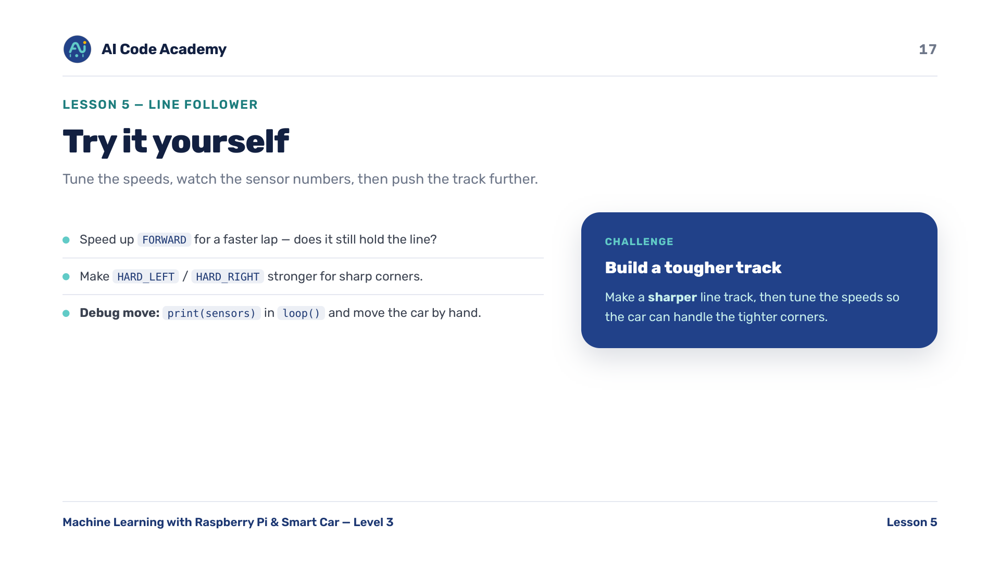 AI Code Academy
17
LESSON 5 — LINE FOLLOWER
Try it yourself
Tune the speeds, watch the sensor numbers, then push the track further.
Speed up FORWARD for a faster lap — does it still hold the line?
Make HARD_LEFT / HARD_RIGHT stronger for sharp corners.
Debug move: print(sensors) in loop() and move the car by hand.
CHALLENGE
Build a tougher track
Make a sharper line track, then tune the speeds so
the car can handle the tighter corners.
Machine Learning with Raspberry Pi & Smart Car — Level 3
Lesson 5